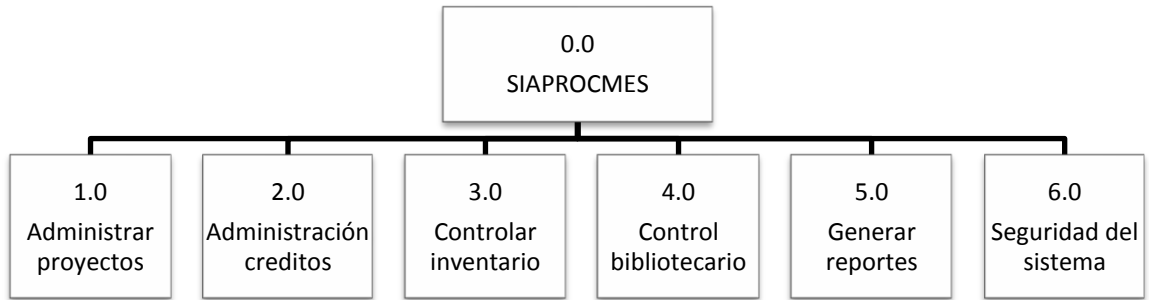 0.0
SIAPROCMES
1.0
Administrar
proyectos
2.0
Administración
creditos
3.0
Controlar
inventario
4.0
Control
bibliotecario
5.0
Generar
reportes
6.0
Seguridad del
sistema